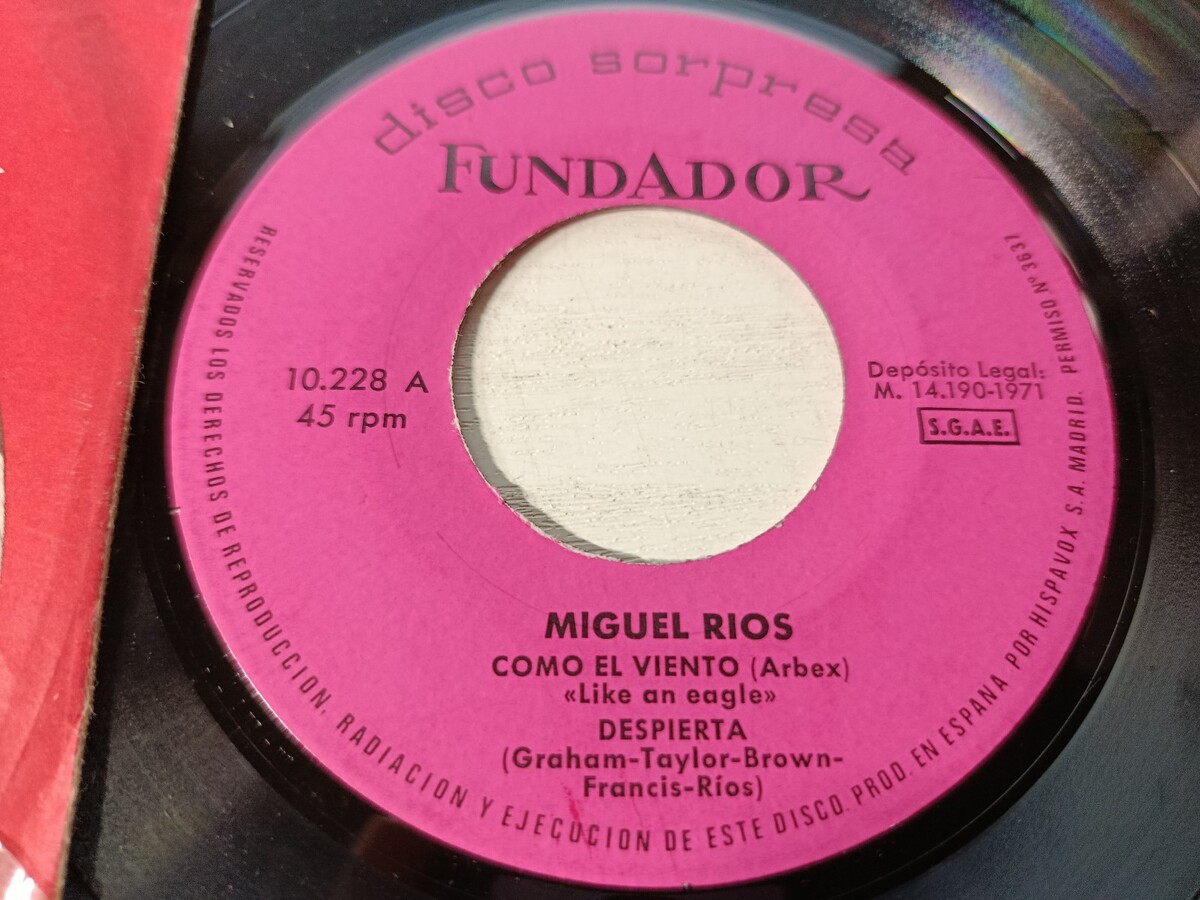 disco sorpresa
FUNDADOR
10.228 A
45 rpm
Depósito Legal:
M. 14.190-1971
S.G.A.E.
MIGUEL RIOS
COMO EL VIENTO (Arbex)
«Like an eagle»
DESPIERTA
(Graham-Taylor-Brown-
Francis-Ríos)
RESERVADOS LOS DERECHOS DE REPRODUCCION, RADIACION Y EJECUCION DE ESTE DISCO. PROD. EN ESPAÑA POR HISPAVOX S.A. MADRID. PERMISO Nº 3637